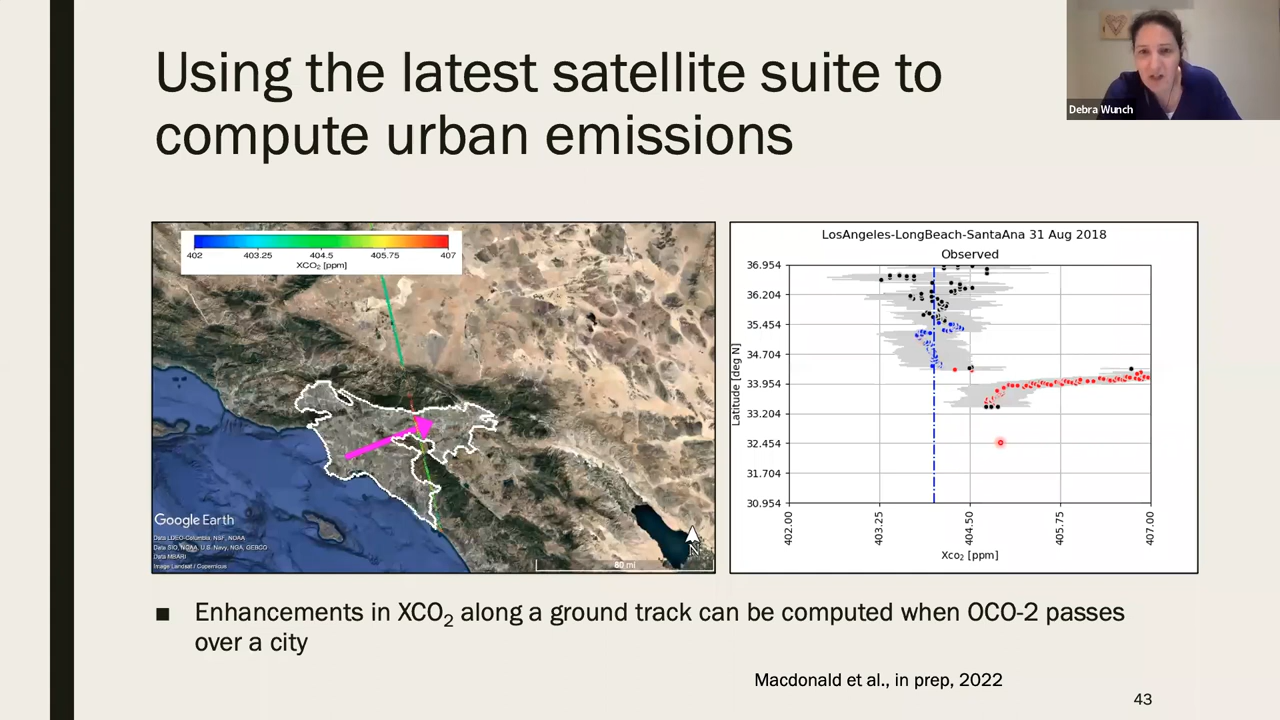 Using the latest satellite suite to
compute urban emissions
Debra Wunch
402 403.25 404.5 405.75 407
XCO2 [ppm]
Google Earth
Data LDEO-Columbia, NSF, NOAA
Data SIO, NOAA, U.S. Navy, NGA, GEBCO
Data MBARI
Image Landsat / Copernicus
N
80 mi
LosAngeles-LongBeach-SantaAna 31 Aug 2018
Observed
36.954
36.204
35.454
34.704
33.954
33.204
32.454
31.704
30.954
Latitude [deg N]
402.00 403.25 404.50 405.75 407.00
Xco2 [ppm]
■ Enhancements in XCO2 along a ground track can be computed when OCO-2 passes
over a city
Macdonald et al., in prep, 2022
43